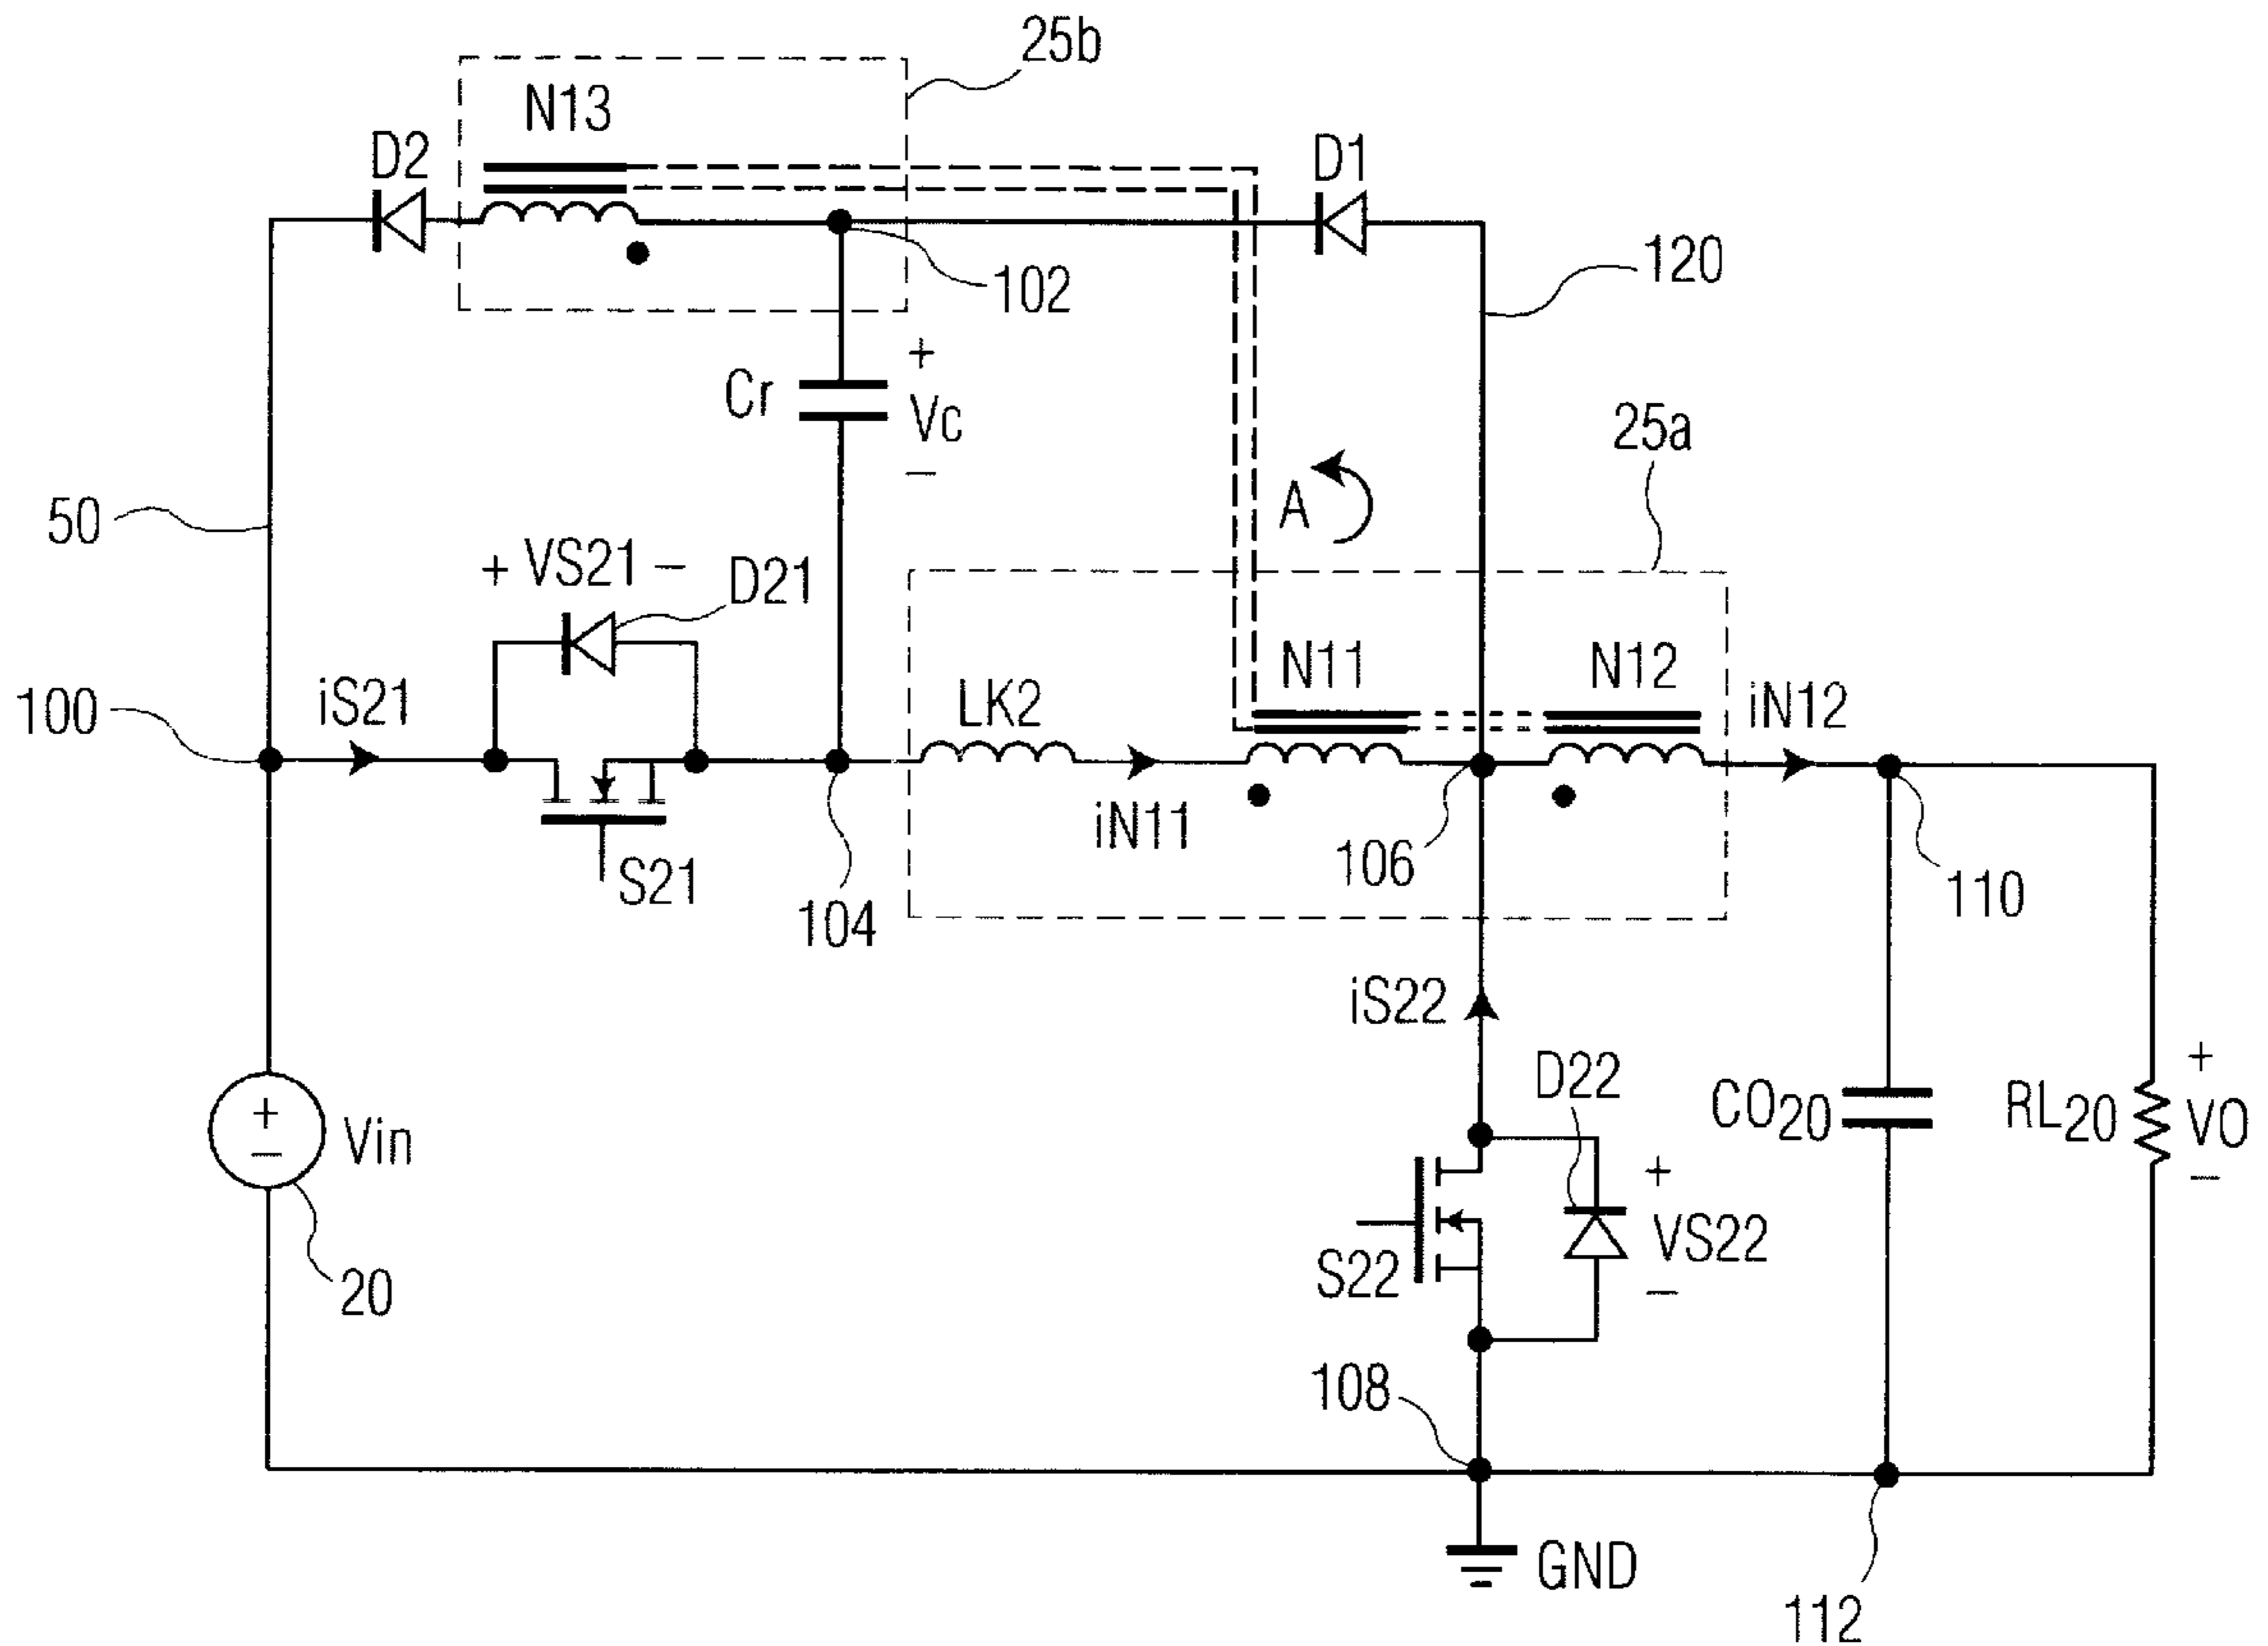 25b
N13
D2
D1
102
120
+
Cr
Vc
−
25a
A
50
+ VS21 −
D21
N11
N12
iN12
iS21
LK2
100
iN11
106
S21
104
110
iS22
D22
+
CO20
RL20
+
VO
−
+
−
Vin
S22
VS22
−
20
108
GND
112